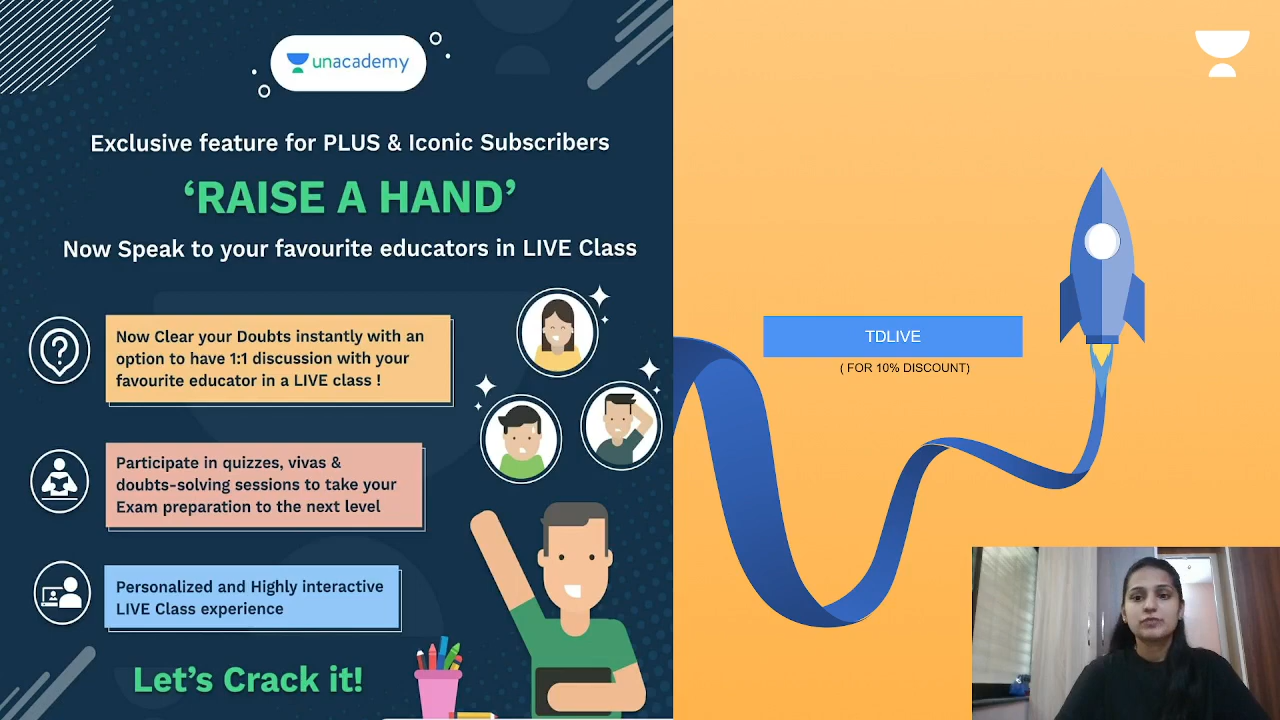 unacademy
Exclusive feature for PLUS & Iconic Subscribers
‘RAISE A HAND’
Now Speak to your favourite educators in LIVE Class
Now Clear your Doubts instantly with an
option to have 1:1 discussion with your
favourite educator in a LIVE class !
Participate in quizzes, vivas &
doubts-solving sessions to take your
Exam preparation to the next level
Personalized and Highly interactive
LIVE Class experience
Let’s Crack it!
TDLIVE
( FOR 10% DISCOUNT)